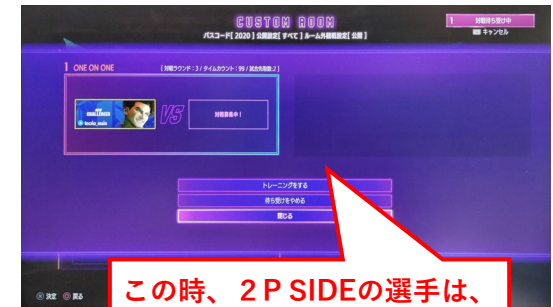 CUSTOM ROOM
パスコード[ 2020 ] 公開設定[ すべて ] ルーム外観戦設定[ 公開 ]
1 対戦待ち受け中
キャンセル
1 ONE ON ONE [ 対戦ラウンド:3 / タイムカウント:99 / 試合先取数:2 ]
NEW CHALLENGER
VS
対戦募集中!
トレーニングをする
待ち受けをやめる
閉じる
決定 戻る
この時、2P SIDEの選手は、